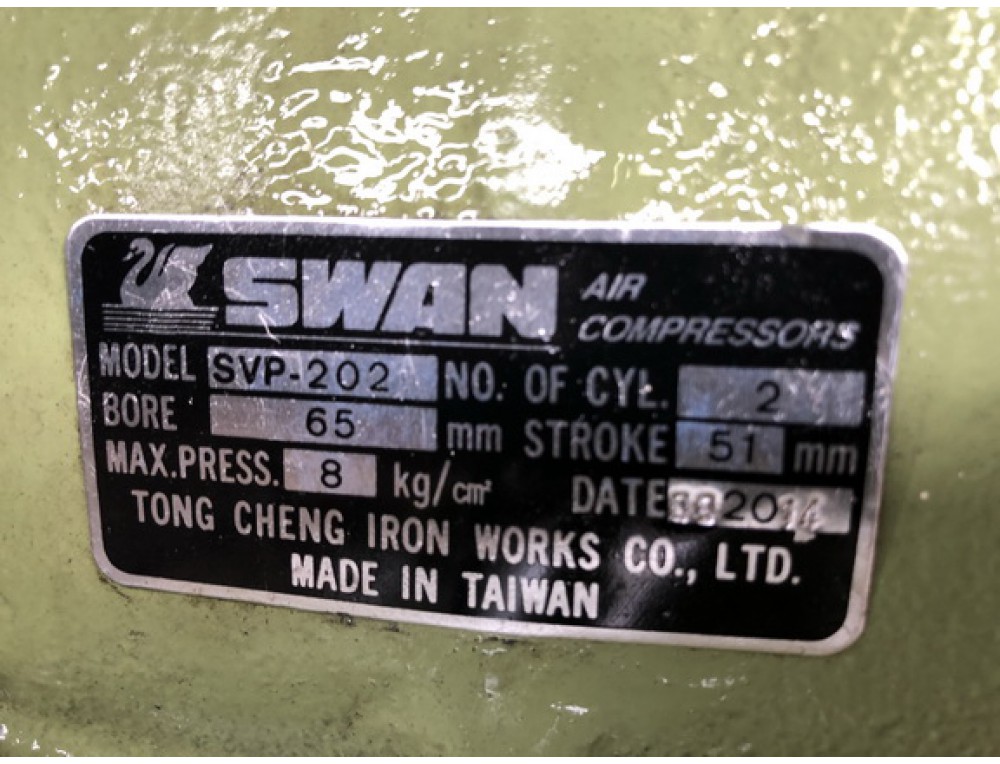 SWAN AIR COMPRESSORS
MODEL SVP-202 NO. OF CYL. 2
BORE 65 mm STROKE 51 mm
MAX.PRESS. 8 kg/cm² DATE 2014
TONG CHENG IRON WORKS CO., LTD.
MADE IN TAIWAN